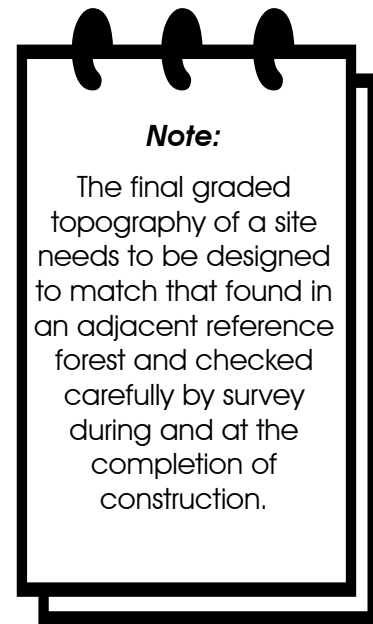 Note:
The final graded
topography of a site
needs to be designed
to match that found in
an adjacent reference
forest and checked
carefully by survey
during and at the
completion of
construction.